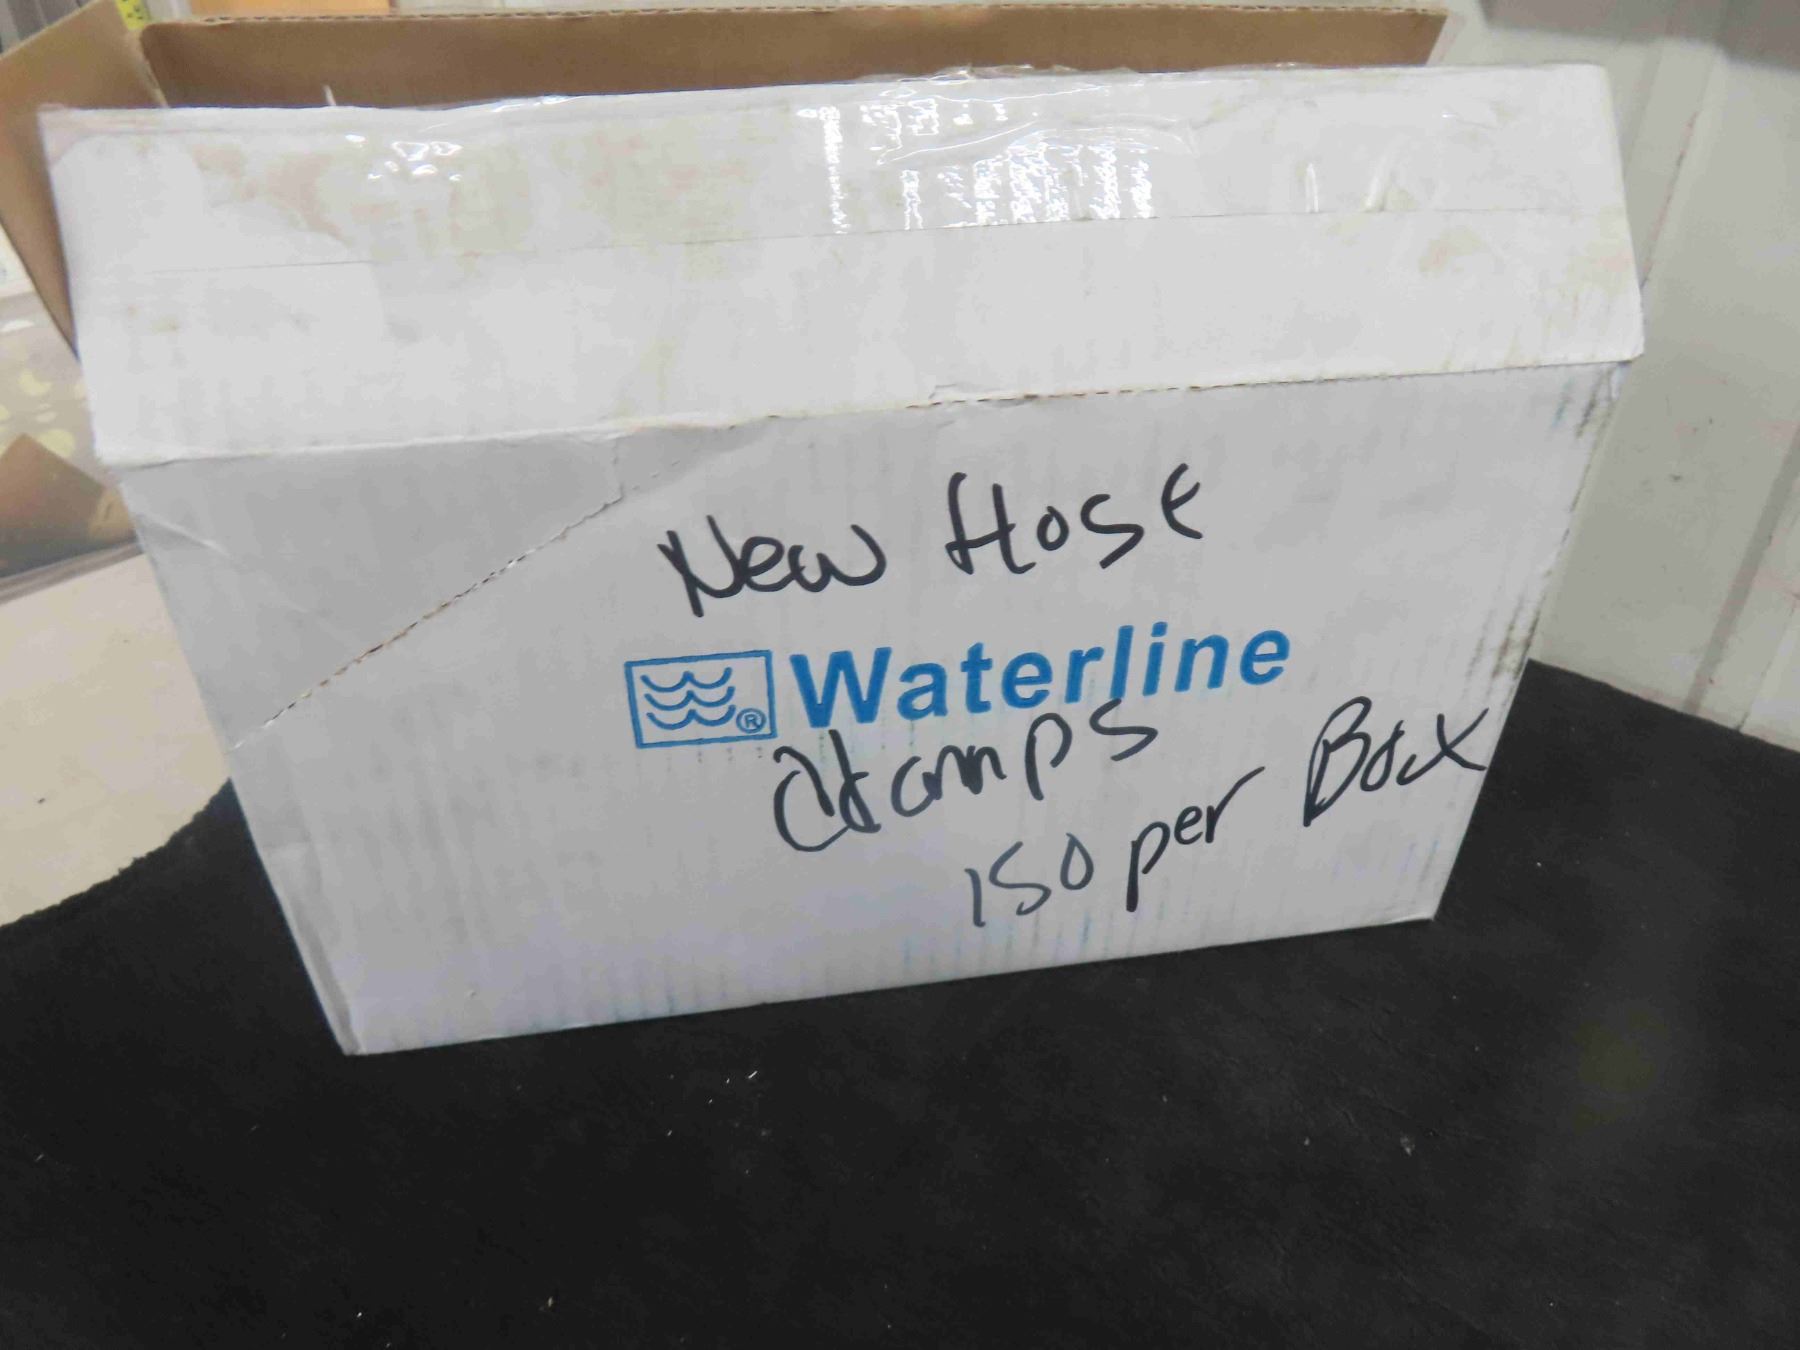 New Hose
Waterline ®
Clamps
150 per Box